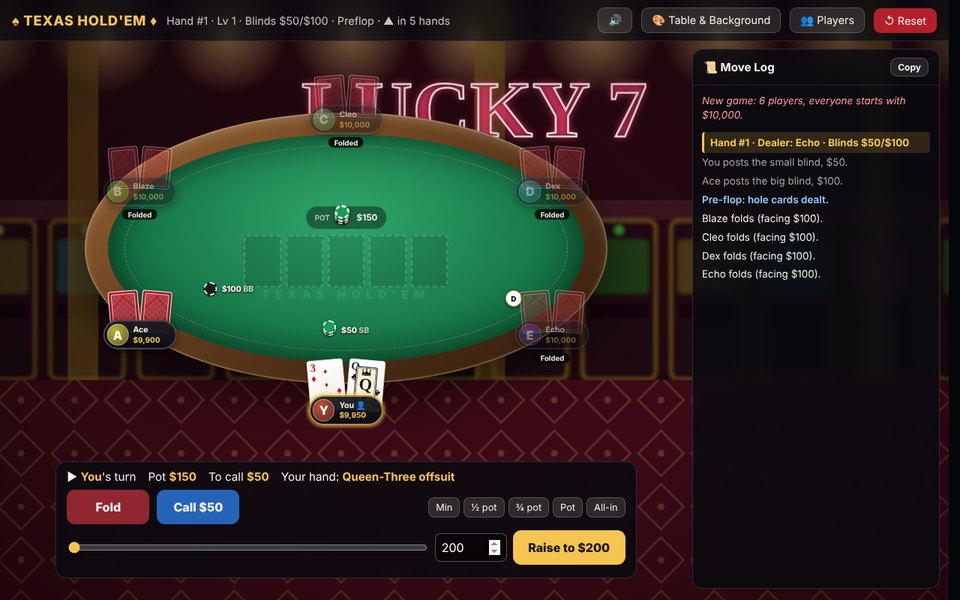 ♠ TEXAS HOLD'EM ♦ Hand #1 · Lv 1 · Blinds $50/$100 · Preflop · ▲ in 5 hands
🔊 🎨 Table & Background 👥 Players ↺ Reset
LUCKY 7
C Cleo $10,000
Folded
B Blaze $10,000
Folded
D Dex $10,000
Folded
POT $150
$100 BB
TEXAS HOLD'EM
D
$50 SB
A Ace $9,900
E Echo $10,000
Folded
3 Q Q
Y You 👤 $9,950
▶ You's turn Pot $150 To call $50 Your hand: Queen-Three offsuit
Fold Call $50 Min ½ pot ¾ pot Pot All-in
200 Raise to $200
📜 Move Log Copy
New game: 6 players, everyone starts with
$10,000.
Hand #1 · Dealer: Echo · Blinds $50/$100
You posts the small blind, $50.
Ace posts the big blind, $100.
Pre-flop: hole cards dealt.
Blaze folds (facing $100).
Cleo folds (facing $100).
Dex folds (facing $100).
Echo folds (facing $100).